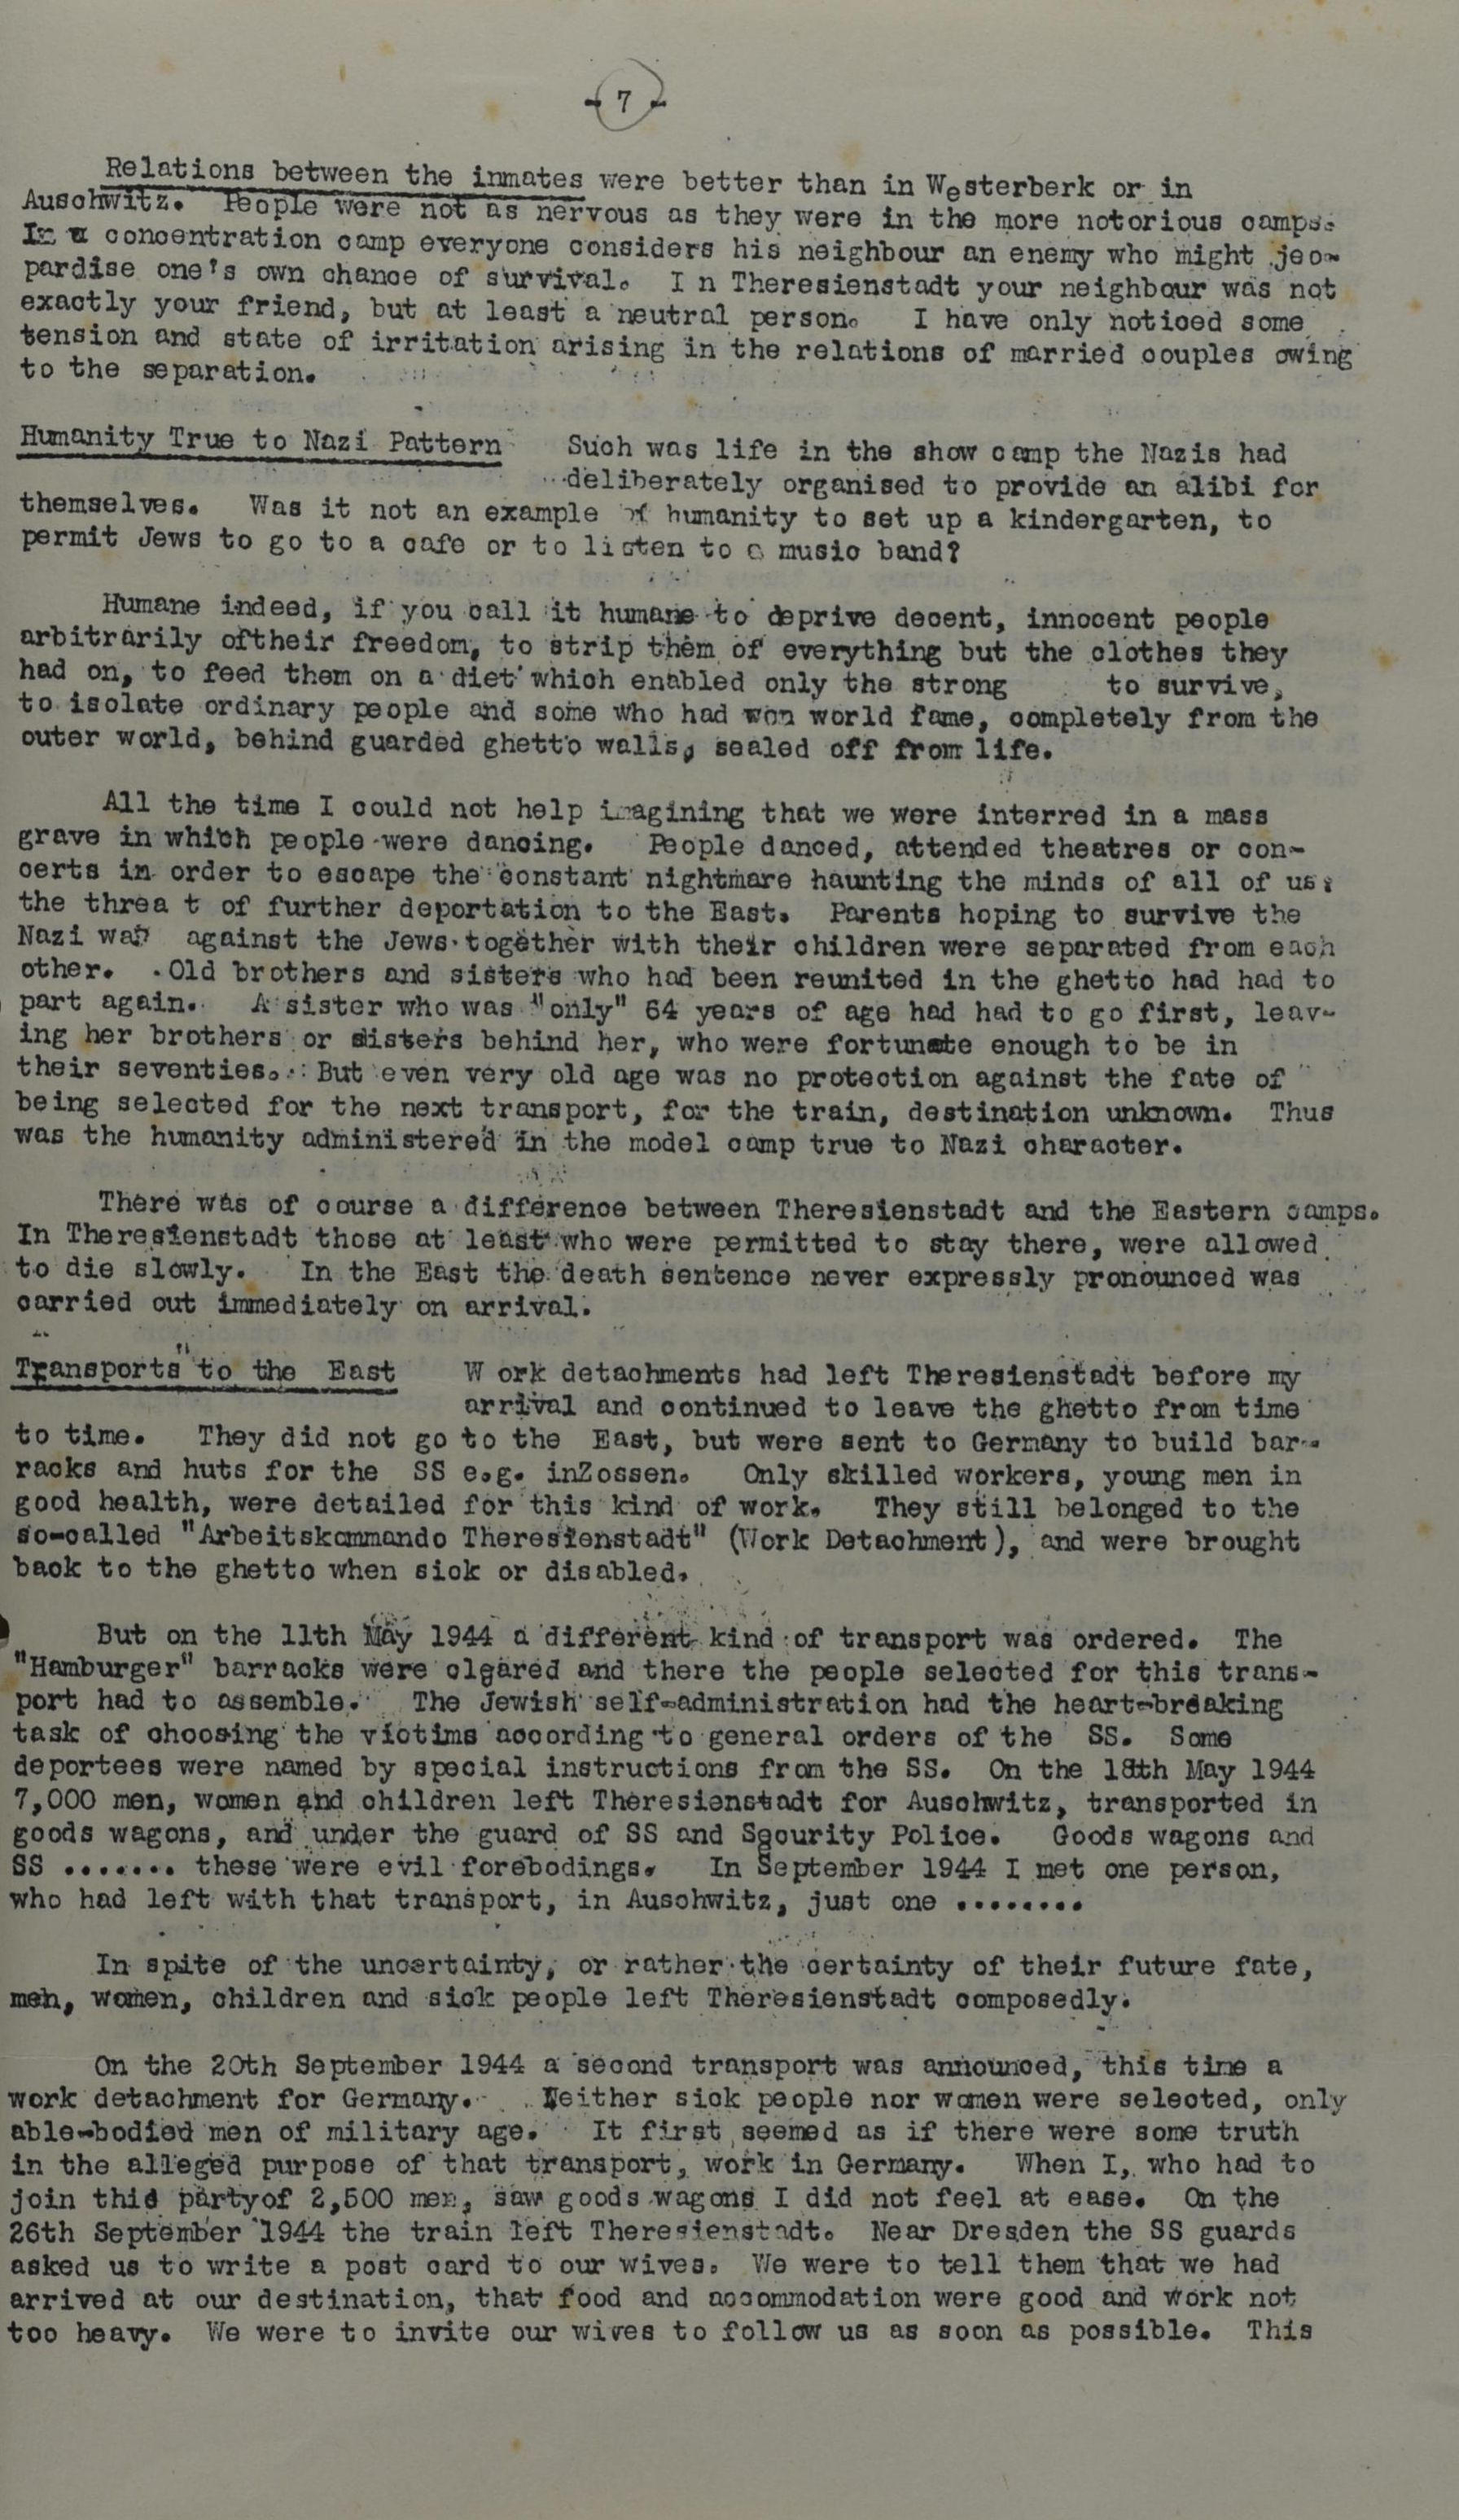 - 7 -
Relations between the inmates were better than in Westerberk or in
Auschwitz. People were not as nervous as they were in the more notorious camps.
In a concentration camp everyone considers his neighbour an enemy who might jeo-
pardise one's own chance of survival. I n Theresienstadt your neighbour was not
exactly your friend, but at least a neutral person. I have only noticed some
tension and state of irritation arising in the relations of married couples owing
to the separation.
Humanity True to Nazi Pattern Such was life in the show camp the Nazis had
deliberately organised to provide an alibi for
themselves. Was it not an example of humanity to set up a kindergarten, to
permit Jews to go to a cafe or to listen to a music band?
Humane indeed, if you call it humane to deprive decent, innocent people
arbitrarily oftheir freedom, to strip them of everything but the clothes they
had on, to feed them on a diet which enabled only the strong to survive,
to isolate ordinary people and some who had won world fame, completely from the
outer world, behind guarded ghetto walls, sealed off from life.
All the time I could not help imagining that we were interred in a mass
grave in which people were dancing. People danced, attended theatres or con-
certs in order to escape the constant nightmare haunting the minds of all of us:
the threa t of further deportation to the East. Parents hoping to survive the
Nazi war against the Jews together with their children were separated from each
other. Old brothers and sisters who had been reunited in the ghetto had had to
part again. A sister who was "only" 64 years of age had had to go first, leav-
ing her brothers or sisters behind her, who were fortunate enough to be in
their seventies. But even very old age was no protection against the fate of
being selected for the next transport, for the train, destination unknown. Thus
was the humanity administered in the model camp true to Nazi character.
There was of course a difference between Theresienstadt and the Eastern camps.
In Theresienstadt those at least who were permitted to stay there, were allowed
to die slowly. In the East the death sentence never expressly pronounced was
carried out immediately on arrival.
Transports to the East W ork detachments had left Theresienstadt before my
arrival and continued to leave the ghetto from time
to time. They did not go to the East, but were sent to Germany to build bar-
racks and huts for the SS e.g. inZossen. Only skilled workers, young men in
good health, were detailed for this kind of work. They still belonged to the
so-called "Arbeitskommando Theresienstadt" (Work Detachment), and were brought
back to the ghetto when sick or disabled.
But on the 11th May 1944 a different kind of transport was ordered. The
"Hamburger" barracks were cleared and there the people selected for this trans-
port had to assemble. The Jewish self-administration had the heart-breaking
task of choosing the victims according to general orders of the SS. Some
deportees were named by special instructions from the SS. On the 18th May 1944
7,000 men, women and children left Theresienstadt for Auschwitz, transported in
goods wagons, and under the guard of SS and Security Police. Goods wagons and
SS ....... these were evil forebodings. In September 1944 I met one person,
who had left with that transport, in Auschwitz, just one ........
In spite of the uncertainty, or rather the certainty of their future fate,
men, women, children and sick people left Theresienstadt composedly.
On the 20th September 1944 a second transport was announced, this time a
work detachment for Germany. Neither sick people nor women were selected, only
able-bodied men of military age. It first seemed as if there were some truth
in the alleged purpose of that transport, work in Germany. When I, who had to
join this partyof 2,500 men, saw goods wagons I did not feel at ease. On the
26th September 1944 the train left Theresienstadt. Near Dresden the SS guards
asked us to write a post card to our wives. We were to tell them that we had
arrived at our destination, that food and accommodation were good and work not
too heavy. We were to invite our wives to follow us as soon as possible. This